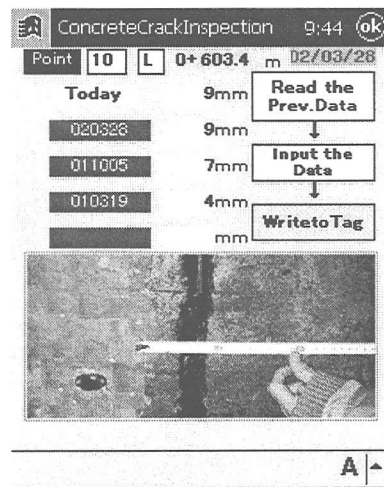 ConcreteCrackInspection 9:44 ok
Point 10 L 0+603.4 m 02/03/28
Today 9mm Read the
Prev.Data
020328 9mm
011005 7mm Input the
Data
010319 4mm
mm WritetoTag
A